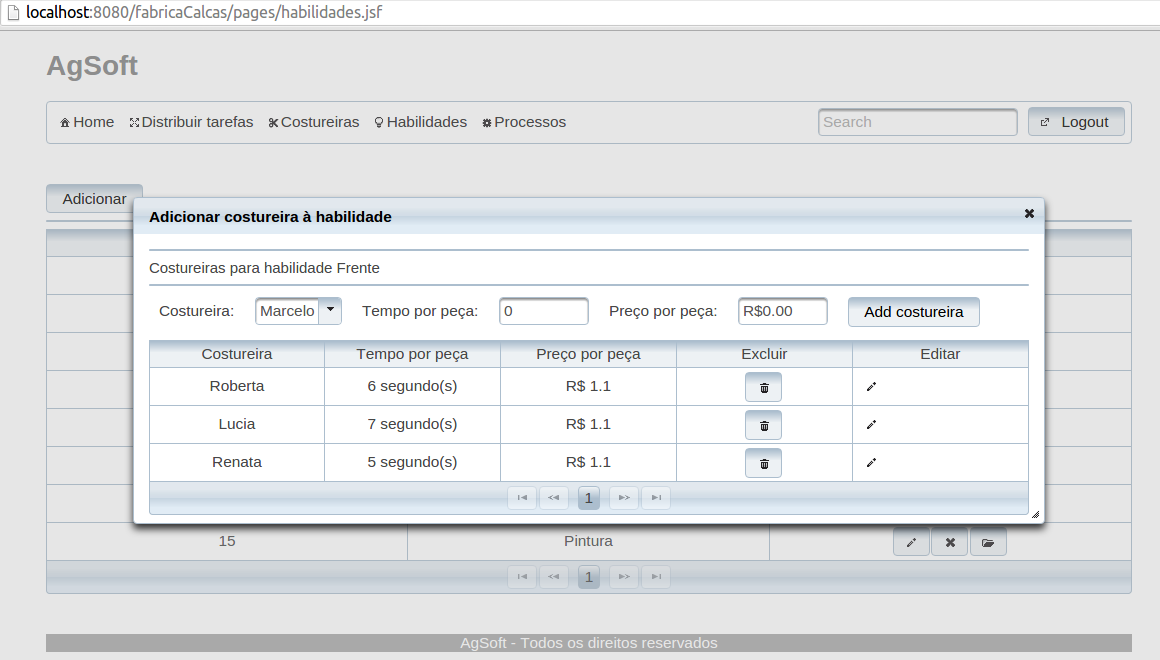 localhost:8080/fabricaCalcas/pages/habilidades.jsf
AgSoft
Home Distribuir tarefas Costureiras Habilidades Processos Search Logout
Adicionar
Adicionar costureira à habilidade
Costureiras para habilidade Frente
Costureira: Marcelo Tempo por peça: 0 Preço por peça: R$0.00 Add costureira
Costureira Tempo por peça Preço por peça Excluir Editar
Roberta 6 segundo(s) R$ 1.1
Lucia 7 segundo(s) R$ 1.1
Renata 5 segundo(s) R$ 1.1
1
15 Pintura
1
AgSoft - Todos os direitos reservados